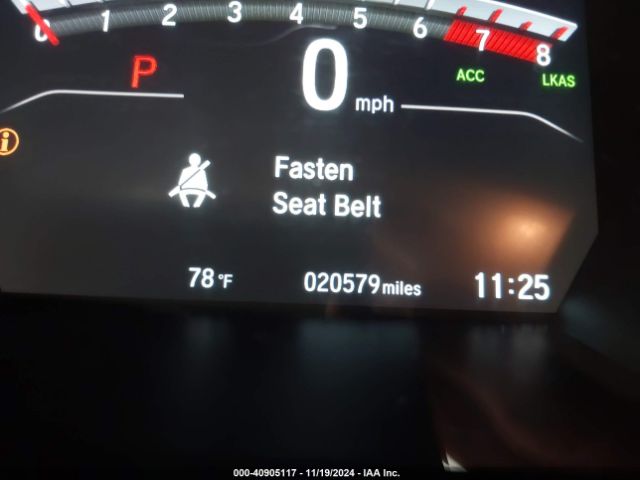 0 1 2 3 4 5 6 7 8
P
0 mph
ACC
LKAS
i
Fasten
Seat Belt
78°F
020579 miles
11:25
000-40905117 - 11/19/2024 - IAA Inc.